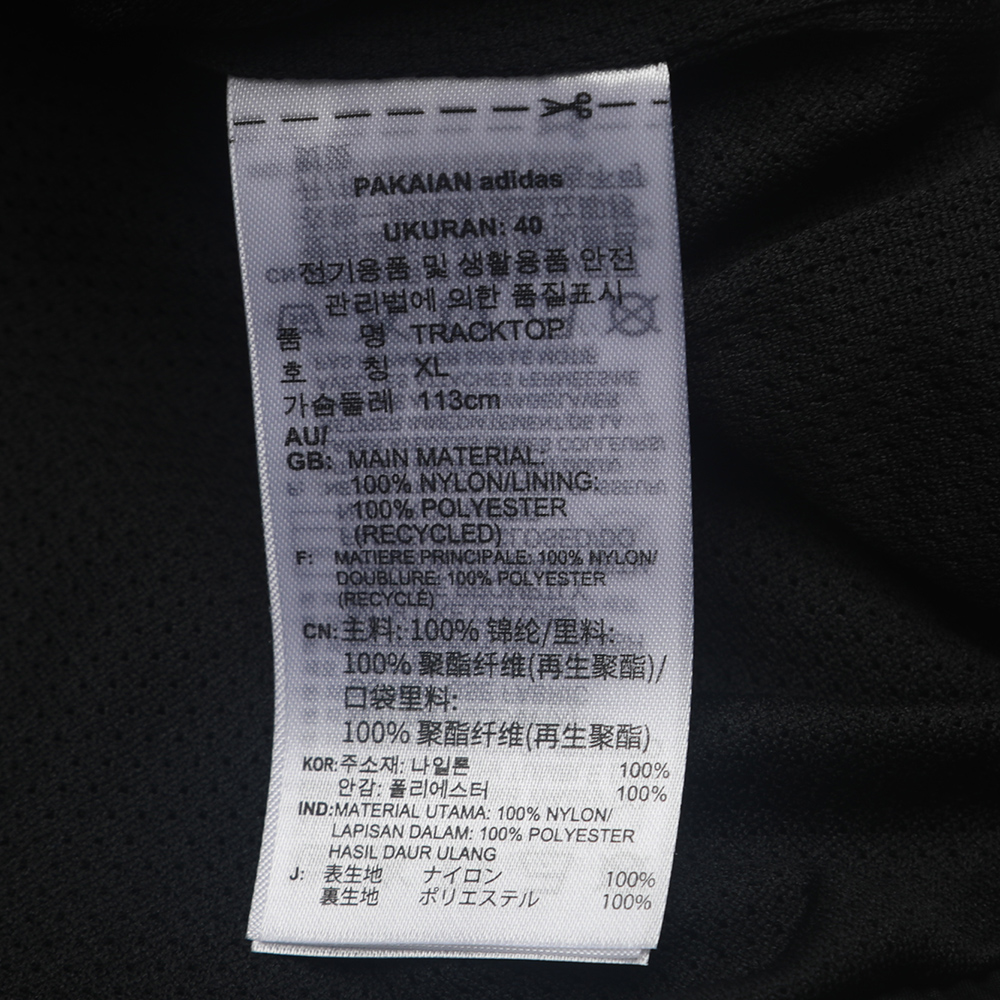 PAKAIAN adidas
UKURAN: 40
전기용품 및 생활용품 안전
관리법에 의한 품질표시
품 명 TRACKTOP
호 칭 XL
가슴둘레 113cm
AU/
GB: MAIN MATERIAL:
100% NYLON/LINING:
100% POLYESTER
(RECYCLED)
F: MATIERE PRINCIPALE: 100% NYLON/
DOUBLURE: 100% POLYESTER
(RECYCLÉ)
CN: 主料: 100% 锦纶/里料:
100% 聚酯纤维(再生聚酯)/
口袋里料:
100% 聚酯纤维(再生聚酯)
KOR: 주소재: 나일론 100%
안감: 폴리에스터 100%
IND: MATERIAL UTAMA: 100% NYLON/
LAPISAN DALAM: 100% POLYESTER
HASIL DAUR ULANG
J: 表生地 ナイロン 100%
裏生地 ポリエステル 100%